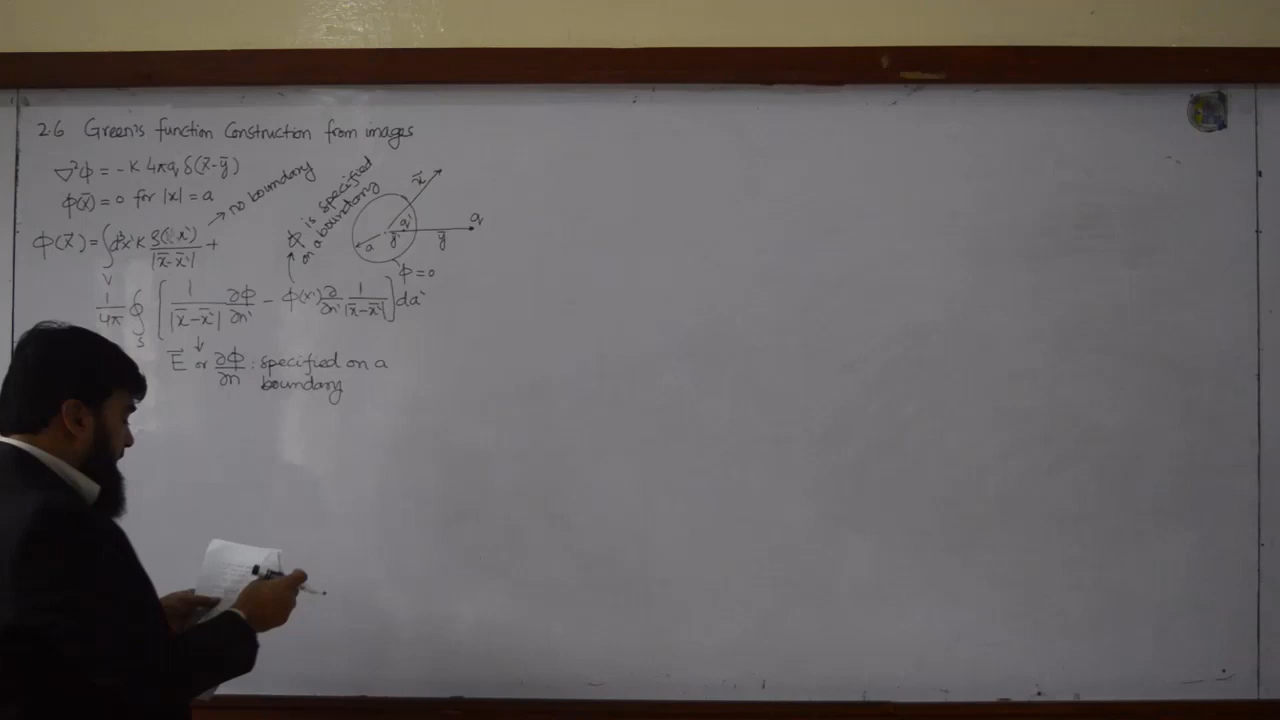 2.6 Green's function Construction from images
∇²Φ = -K 4πq δ(x̄-ȳ)
Φ(x̄) = 0 for |x| = a
→ no boundary
Φ(x̄) = ∫ d³x' K ρ(x') / |x̄-x̄'| +
V
Φ is specified on a boundary
1/4π ∮ [ 1/|x̄-x̄'| ∂Φ/∂n' - Φ(x') ∂/∂n' 1/|x̄-x̄'| ] da'
S
E⃗ or ∂Φ/∂n : specified on a
boundary
x̄
q
q'
a
ȳ'
ȳ
Φ = 0